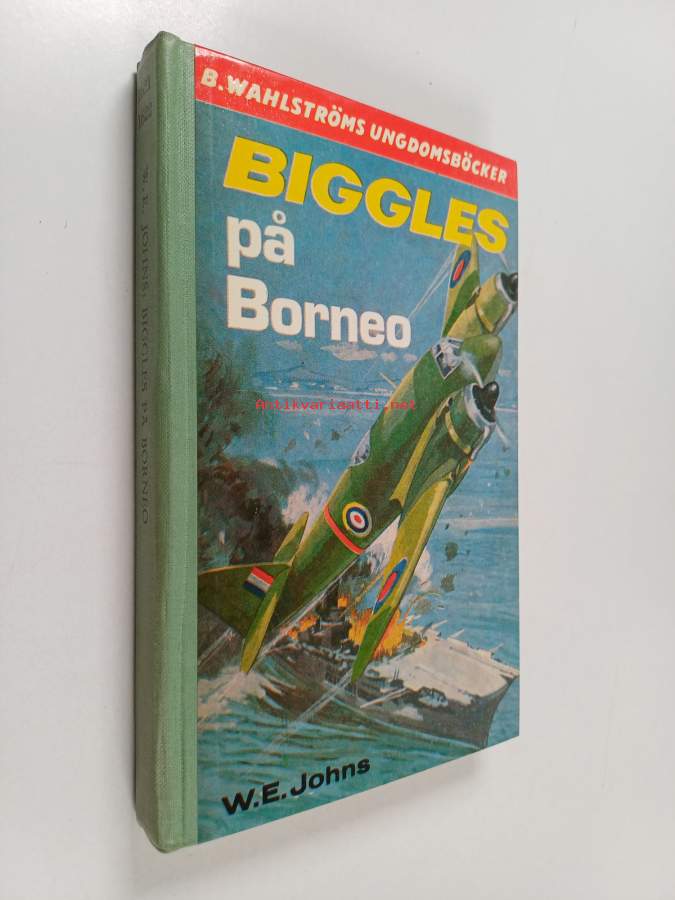 B. WAHLSTRÖMS UNGDOMSBÖCKER
BIGGLES
på
Borneo
Antikvariaatti.net
W.E. Johns
W. E. JOHNS: BIGGLES PÅ BORNEO